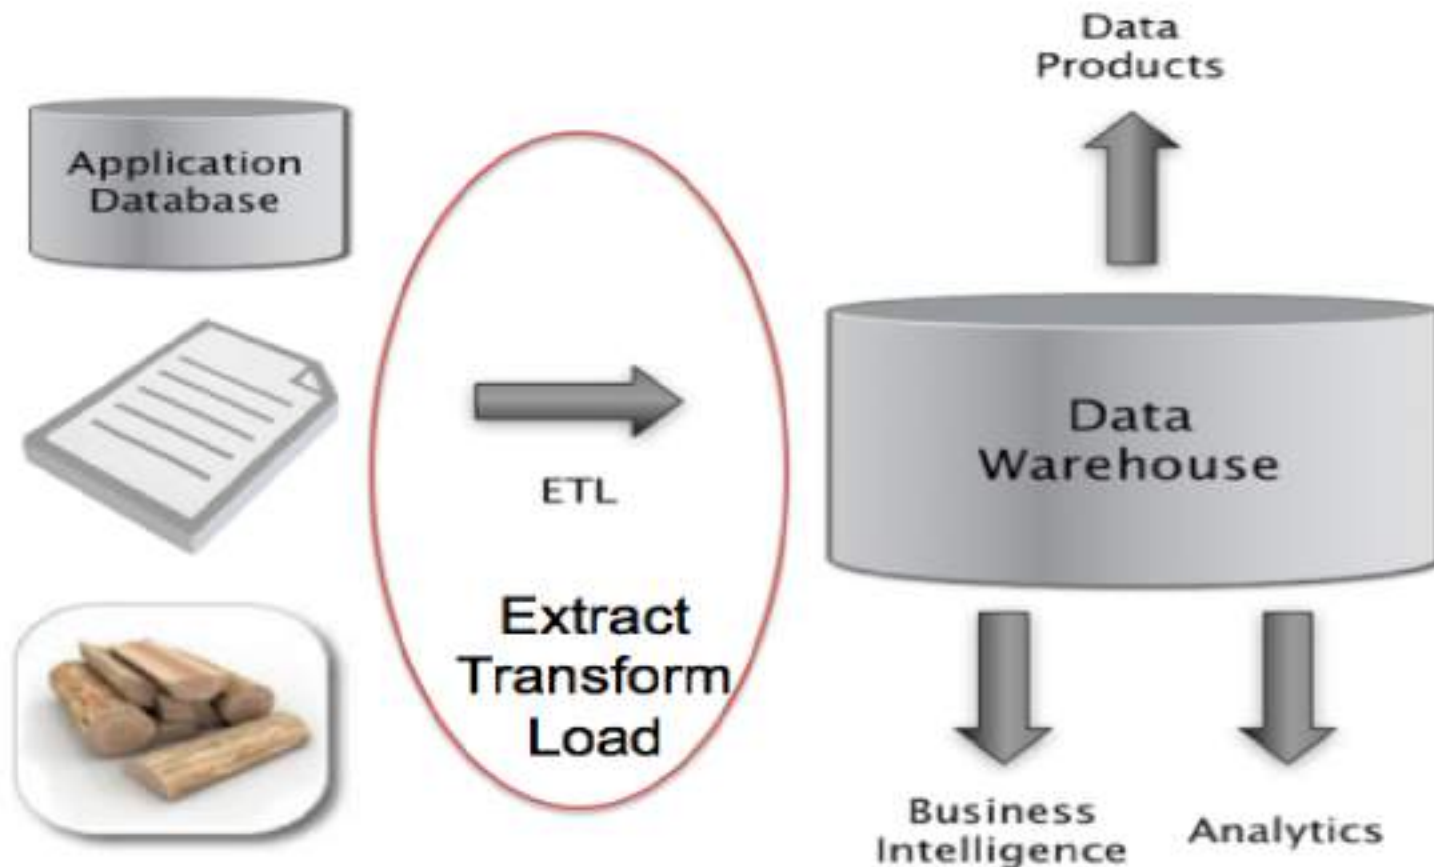 Application
Database
ETL
Extract
Transform
Load
Data
Products
Data
Warehouse
Business
Intelligence
Analytics